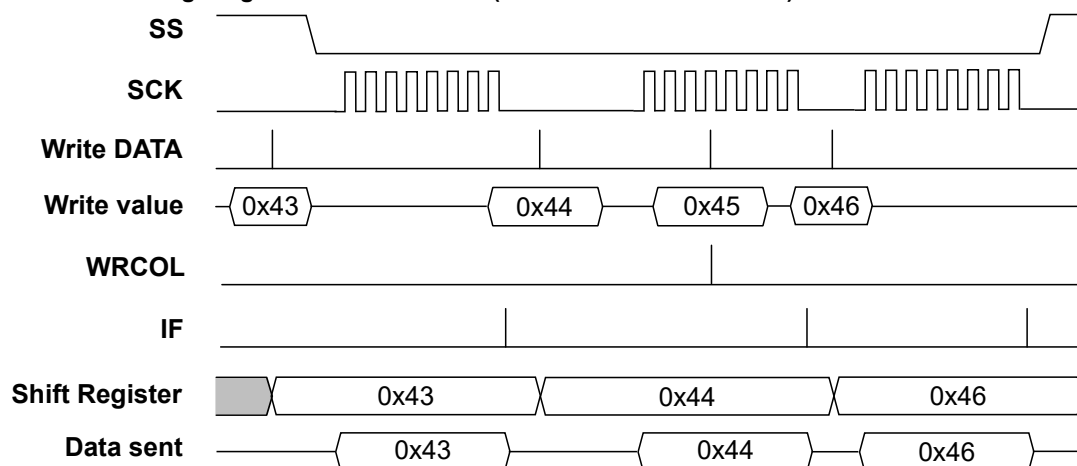 SS
SCK
Write DATA
Write value 0x43 0x44 0x45 0x46
WRCOL
IF
Shift Register 0x43 0x44 0x46
Data sent 0x43 0x44 0x46